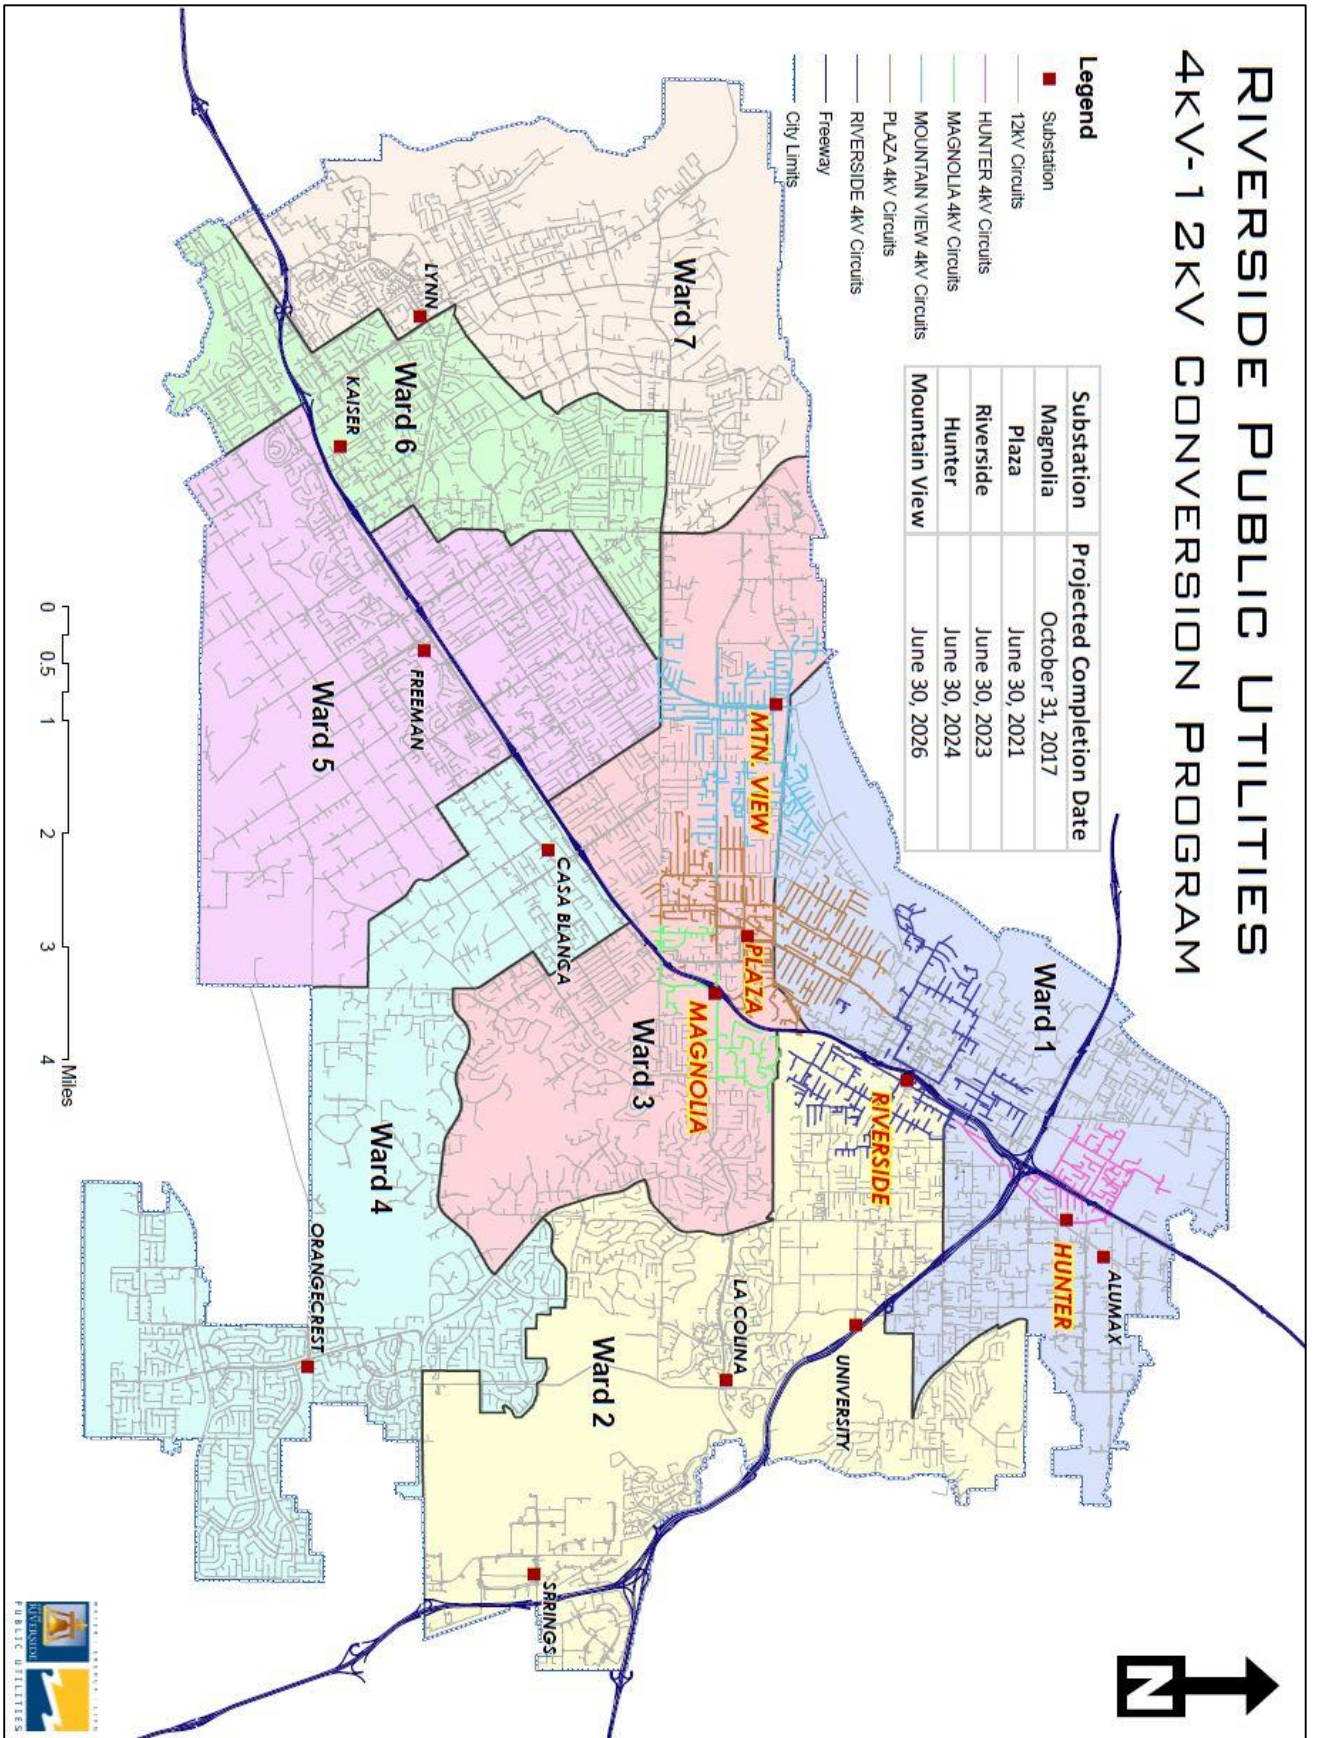 RIVERSIDE PUBLIC UTILITIES
4KV-12KV CONVERSION PROGRAM
Legend
Substation
12kV Circuits
HUNTER 4kV Circuits
MAGNOLIA 4kV Circuits
MOUNTAIN VIEW 4kV Circuits
PLAZA 4kV Circuits
RIVERSIDE 4kV Circuits
Freeway
City Limits
Substation Projected Completion Date
Magnolia October 31, 2017
Plaza June 30, 2021
Riverside June 30, 2023
Hunter June 30, 2024
Mountain View June 30, 2026
N
Ward 1
ALUMAX
HUNTER
RIVERSIDE
UNIVERSITY
MTN. VIEW
PLAZA
LA COLINA
Ward 7
MAGNOLIA
Ward 3
Ward 2
SPRINGS
CASA BLANCA
LYNN
Ward 6
FREEMAN
Ward 4
KAISER
Ward 5
ORANGECREST
0 0.5 1 2 3 4
Miles
WATER | ENERGY | LIFE
RIVERSIDE
PUBLIC UTILITIES